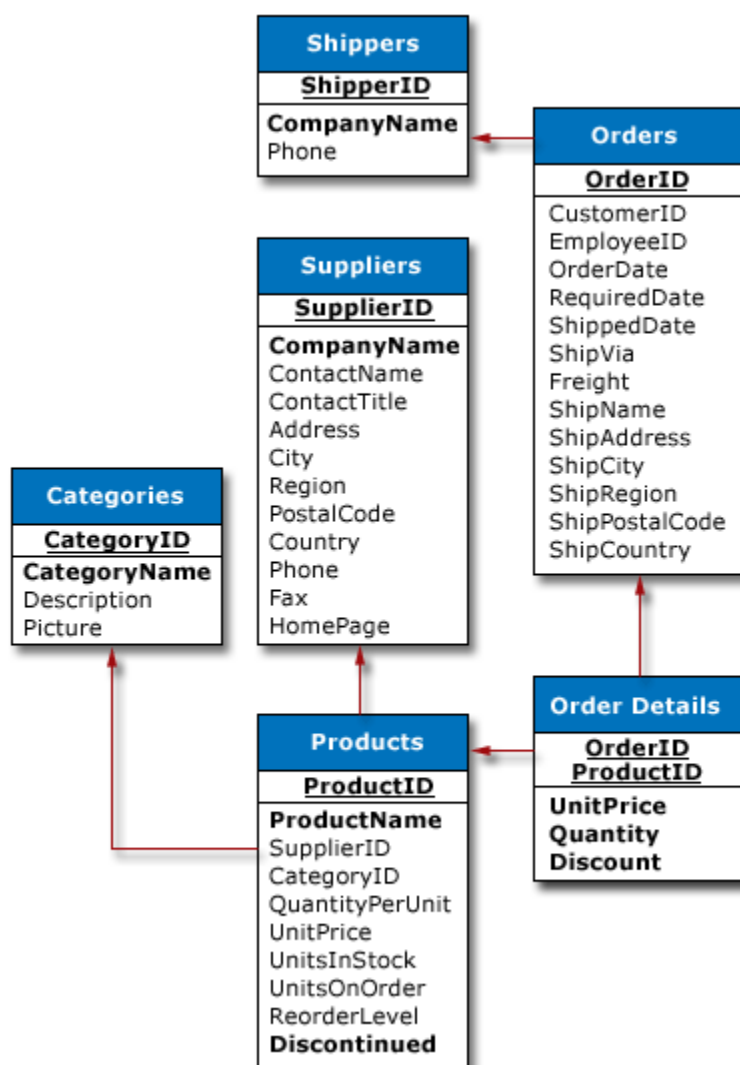 Shippers
ShipperID
CompanyName
Phone
Orders
OrderID
CustomerID
EmployeeID
OrderDate
RequiredDate
ShippedDate
ShipVia
Freight
ShipName
ShipAddress
ShipCity
ShipRegion
ShipPostalCode
ShipCountry
Suppliers
SupplierID
CompanyName
ContactName
ContactTitle
Address
City
Region
PostalCode
Country
Phone
Fax
HomePage
Categories
CategoryID
CategoryName
Description
Picture
Products
ProductID
ProductName
SupplierID
CategoryID
QuantityPerUnit
UnitPrice
UnitsInStock
UnitsOnOrder
ReorderLevel
Discontinued
Order Details
OrderID
ProductID
UnitPrice
Quantity
Discount